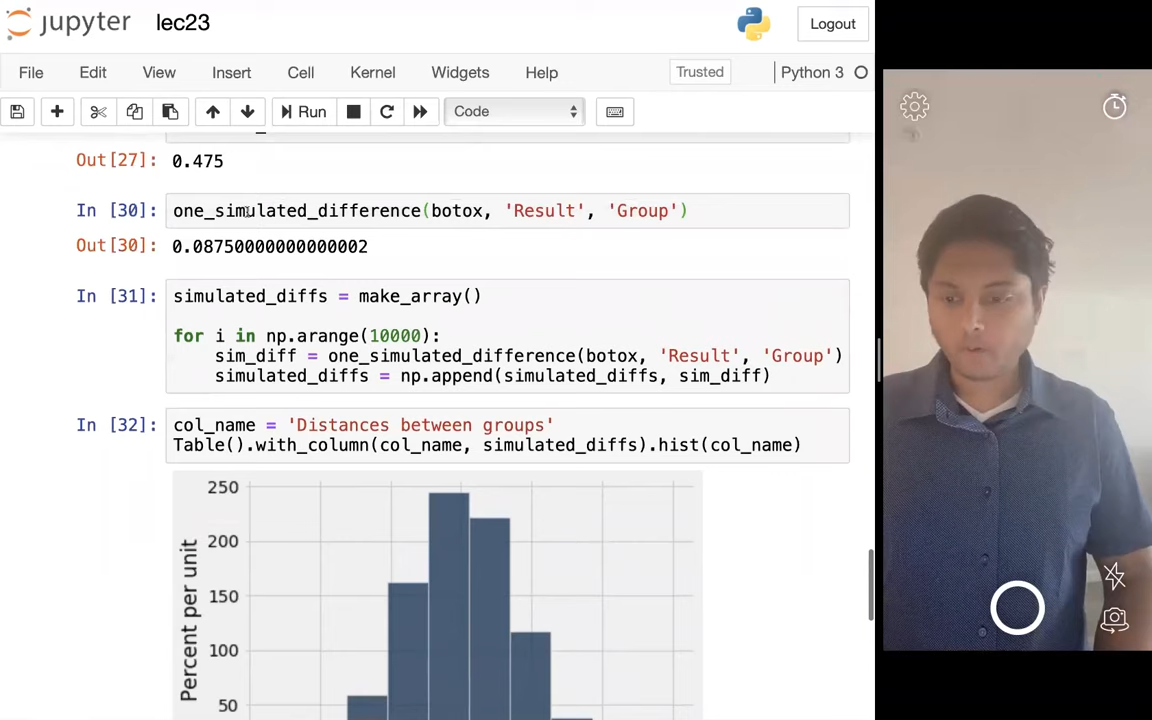 jupyter lec23
Logout
File Edit View Insert Cell Kernel Widgets Help Trusted Python 3
Run Code
Out[27]: 0.475
In [30]: one_simulated_difference(botox, 'Result', 'Group')
Out[30]: 0.08750000000000002
In [31]: simulated_diffs = make_array()
for i in np.arange(10000):
sim_diff = one_simulated_difference(botox, 'Result', 'Group')
simulated_diffs = np.append(simulated_diffs, sim_diff)
In [32]: col_name = 'Distances between groups'
Table().with_column(col_name, simulated_diffs).hist(col_name)
250
200
150
100
50
Percent per unit